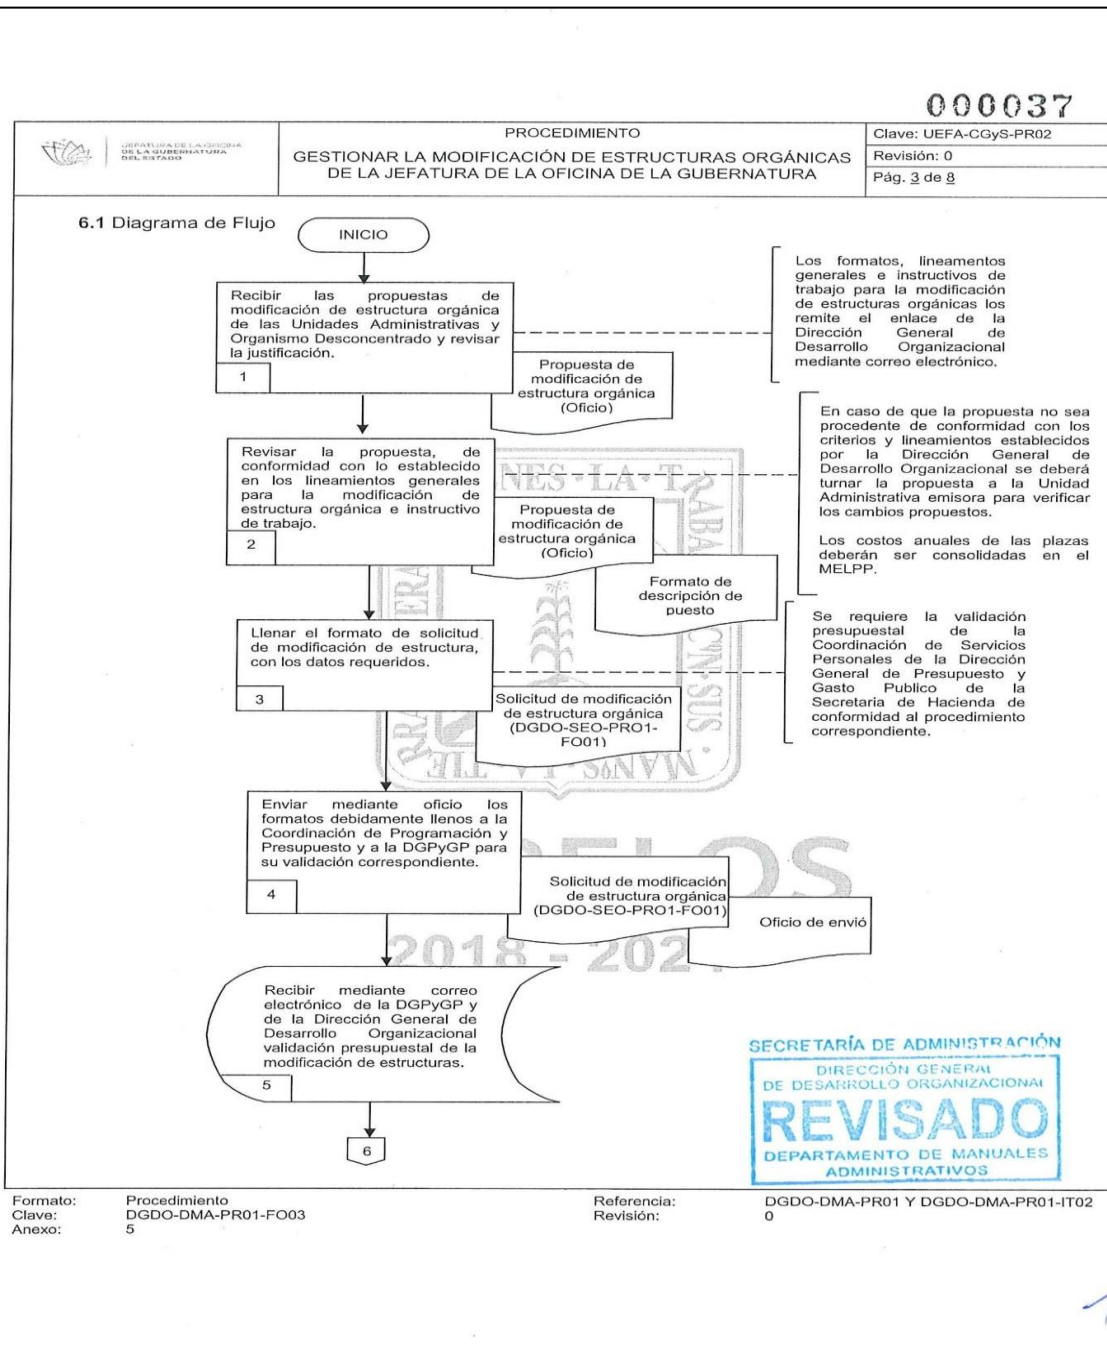 000037
JEFATURA DE LA OFICINA
DE LA GUBERNATURA
DEL ESTADO
PROCEDIMIENTO
GESTIONAR LA MODIFICACIÓN DE ESTRUCTURAS ORGÁNICAS
DE LA JEFATURA DE LA OFICINA DE LA GUBERNATURA
Clave: UEFA-CGyS-PR02
Revisión: 0
Pág. 3 de 8
6.1 Diagrama de Flujo
INICIO
Recibir las propuestas de
modificación de estructura orgánica
de las Unidades Administrativas y
Organismo Desconcentrado y revisar
la justificación.
1
Propuesta de
modificación de
estructura orgánica
(Oficio)
Los formatos, lineamentos
generales e instructivos de
trabajo para la modificación
de estructuras orgánicas los
remite el enlace de la
Dirección General de
Desarrollo Organizacional
mediante correo electrónico.
Revisar la propuesta, de
conformidad con lo establecido
en los lineamientos generales
para la modificación de
estructura orgánica e instructivo
de trabajo.
2
Propuesta de
modificación de
estructura orgánica
(Oficio)
Formato de
descripción de
puesto
En caso de que la propuesta no sea
procedente de conformidad con los
criterios y lineamientos establecidos
por la Dirección General de
Desarrollo Organizacional se deberá
turnar la propuesta a la Unidad
Administrativa emisora para verificar
los cambios propuestos.
Los costos anuales de las plazas
deberán ser consolidadas en el
MELPP.
Llenar el formato de solicitud
de modificación de estructura,
con los datos requeridos.
3
Solicitud de modificación
de estructura orgánica
(DGDO-SEO-PRO1-
FO01)
Se requiere la validación
presupuestal de la
Coordinación de Servicios
Personales de la Dirección
General de Presupuesto y
Gasto Publico de la
Secretaria de Hacienda de
conformidad al procedimiento
correspondiente.
Enviar mediante oficio los
formatos debidamente llenos a la
Coordinación de Programación y
Presupuesto y a la DGPyGP para
su validación correspondiente.
4
Solicitud de modificación
de estructura orgánica
(DGDO-SEO-PRO1-FO01)
Oficio de envió
2018 - 202
Recibir mediante correo
electrónico de la DGPyGP y
de la Dirección General de
Desarrollo Organizacional
validación presupuestal de la
modificación de estructuras.
5
6
SECRETARÍA DE ADMINISTRACIÓN
DIRECCIÓN GENERAL
DE DESARROLLO ORGANIZACIONAL
REVISADO
DEPARTAMENTO DE MANUALES
ADMINISTRATIVOS
Formato: Procedimiento
Clave: DGDO-DMA-PR01-FO03
Anexo: 5
Referencia: DGDO-DMA-PR01 Y DGDO-DMA-PR01-IT02
Revisión: 0